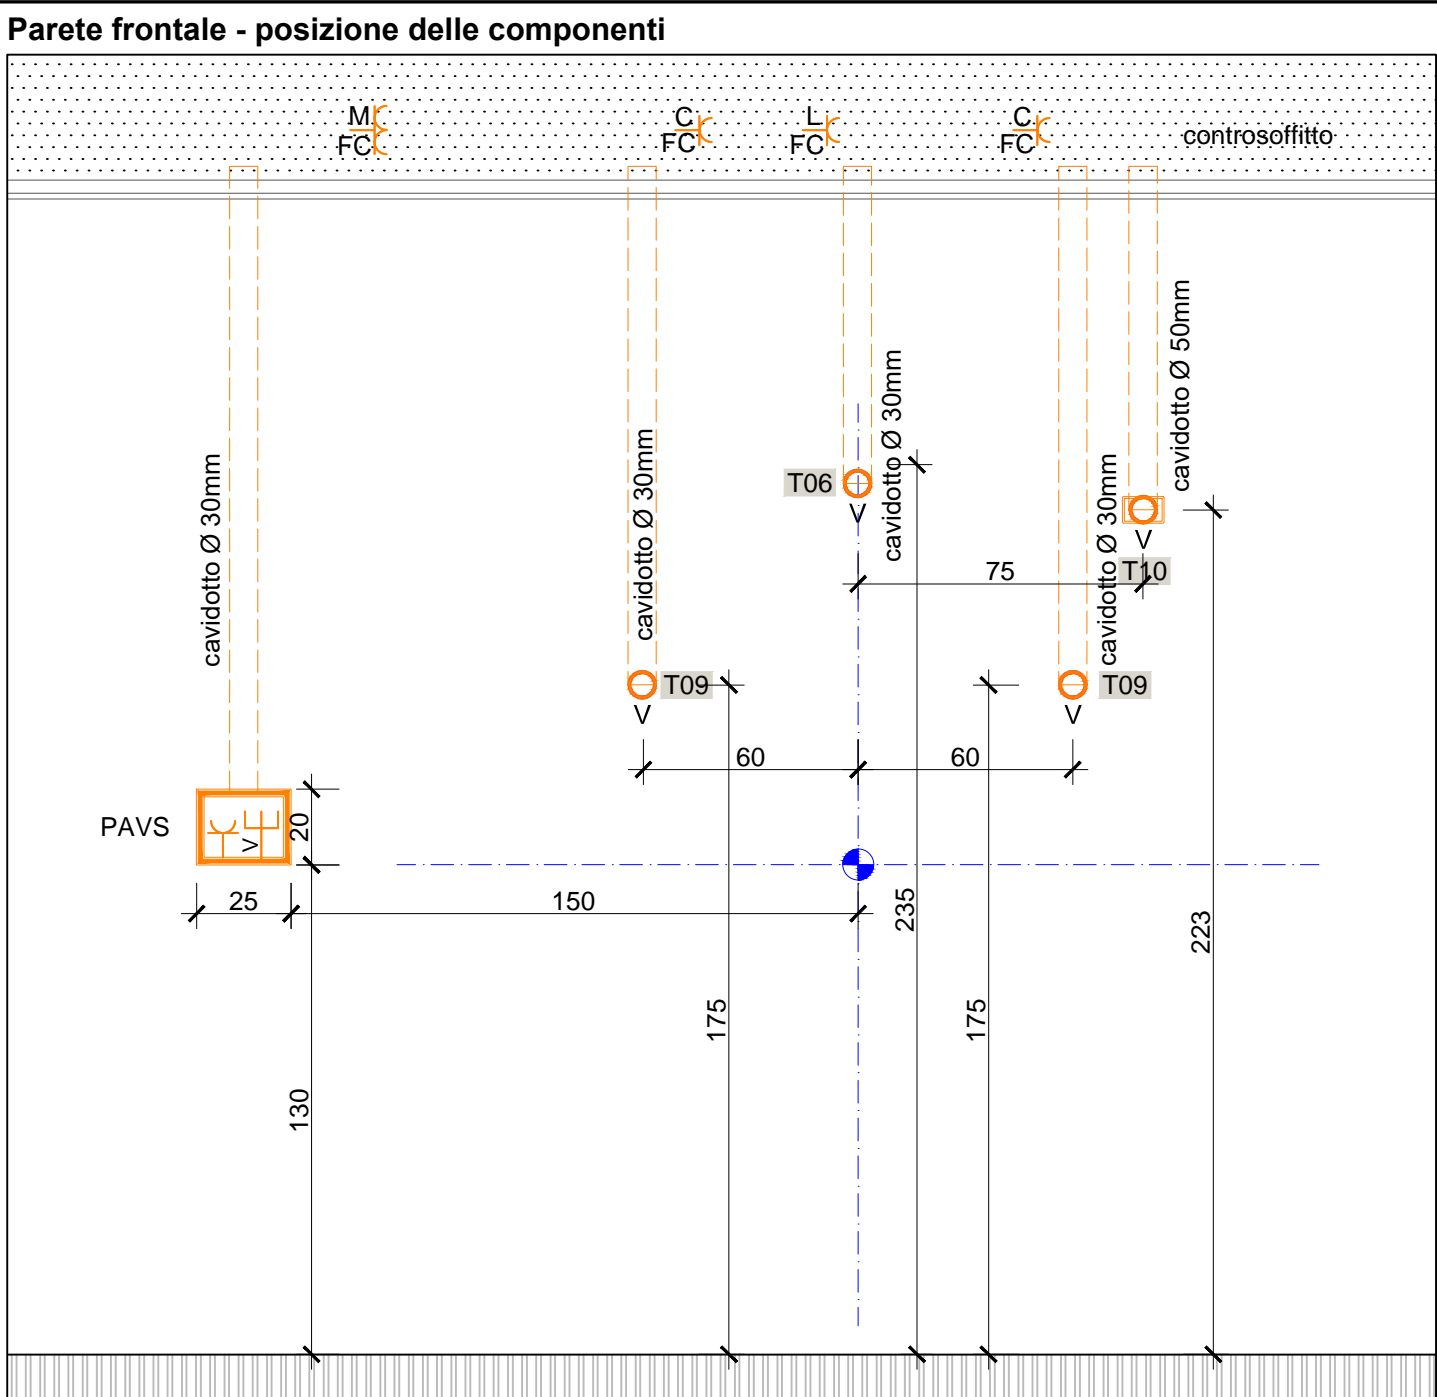 Parete frontale - posizione delle componenti
M
FC
C
FC
L
FC
C
FC
controsoffitto
cavidotto Ø 30mm
cavidotto Ø 30mm
cavidotto Ø 30mm
cavidotto Ø 30mm
cavidotto Ø 50mm
T06
V
V
T10
75
T09
V
T09
V
60
60
PAVS
V
20
25
150
235
223
175
175
130